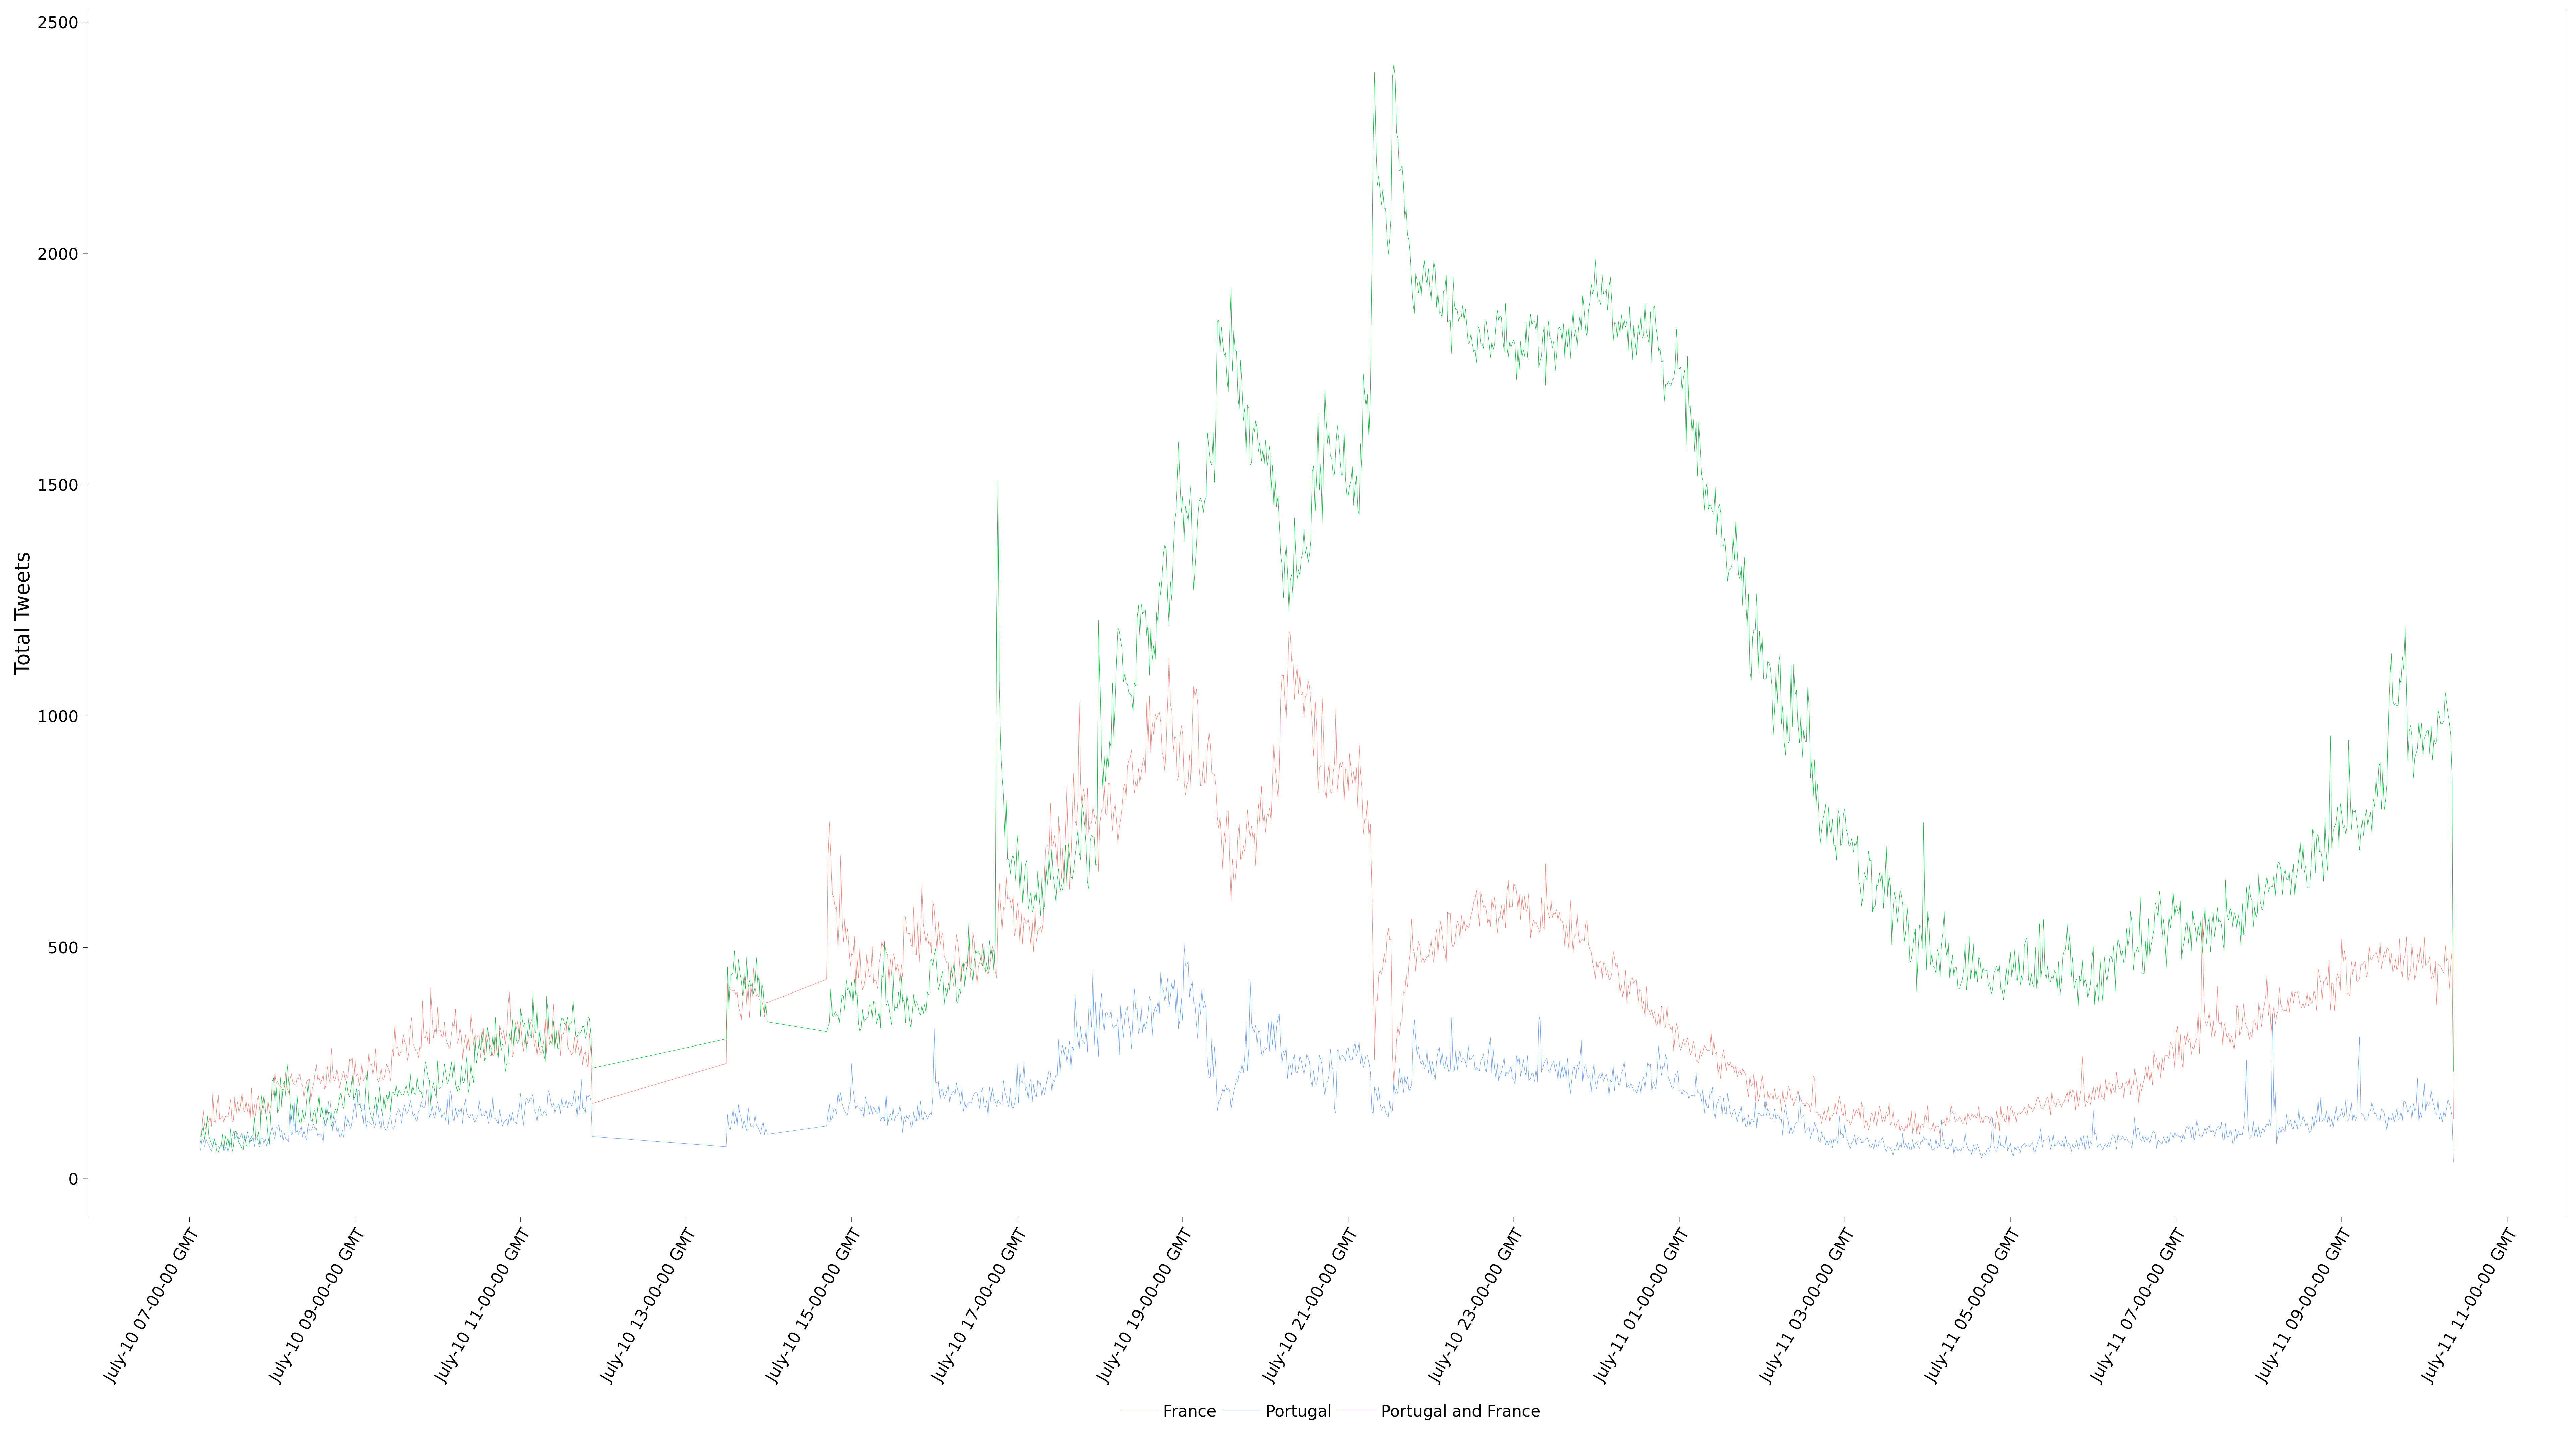 2500
2000
1500
1000
500
0
Total Tweets
July-10 07-00-00 GMT
July-10 09-00-00 GMT
July-10 11-00-00 GMT
July-10 13-00-00 GMT
July-10 15-00-00 GMT
July-10 17-00-00 GMT
July-10 19-00-00 GMT
July-10 21-00-00 GMT
July-10 23-00-00 GMT
July-11 01-00-00 GMT
July-11 03-00-00 GMT
July-11 05-00-00 GMT
July-11 07-00-00 GMT
July-11 09-00-00 GMT
July-11 11-00-00 GMT
France Portugal Portugal and France